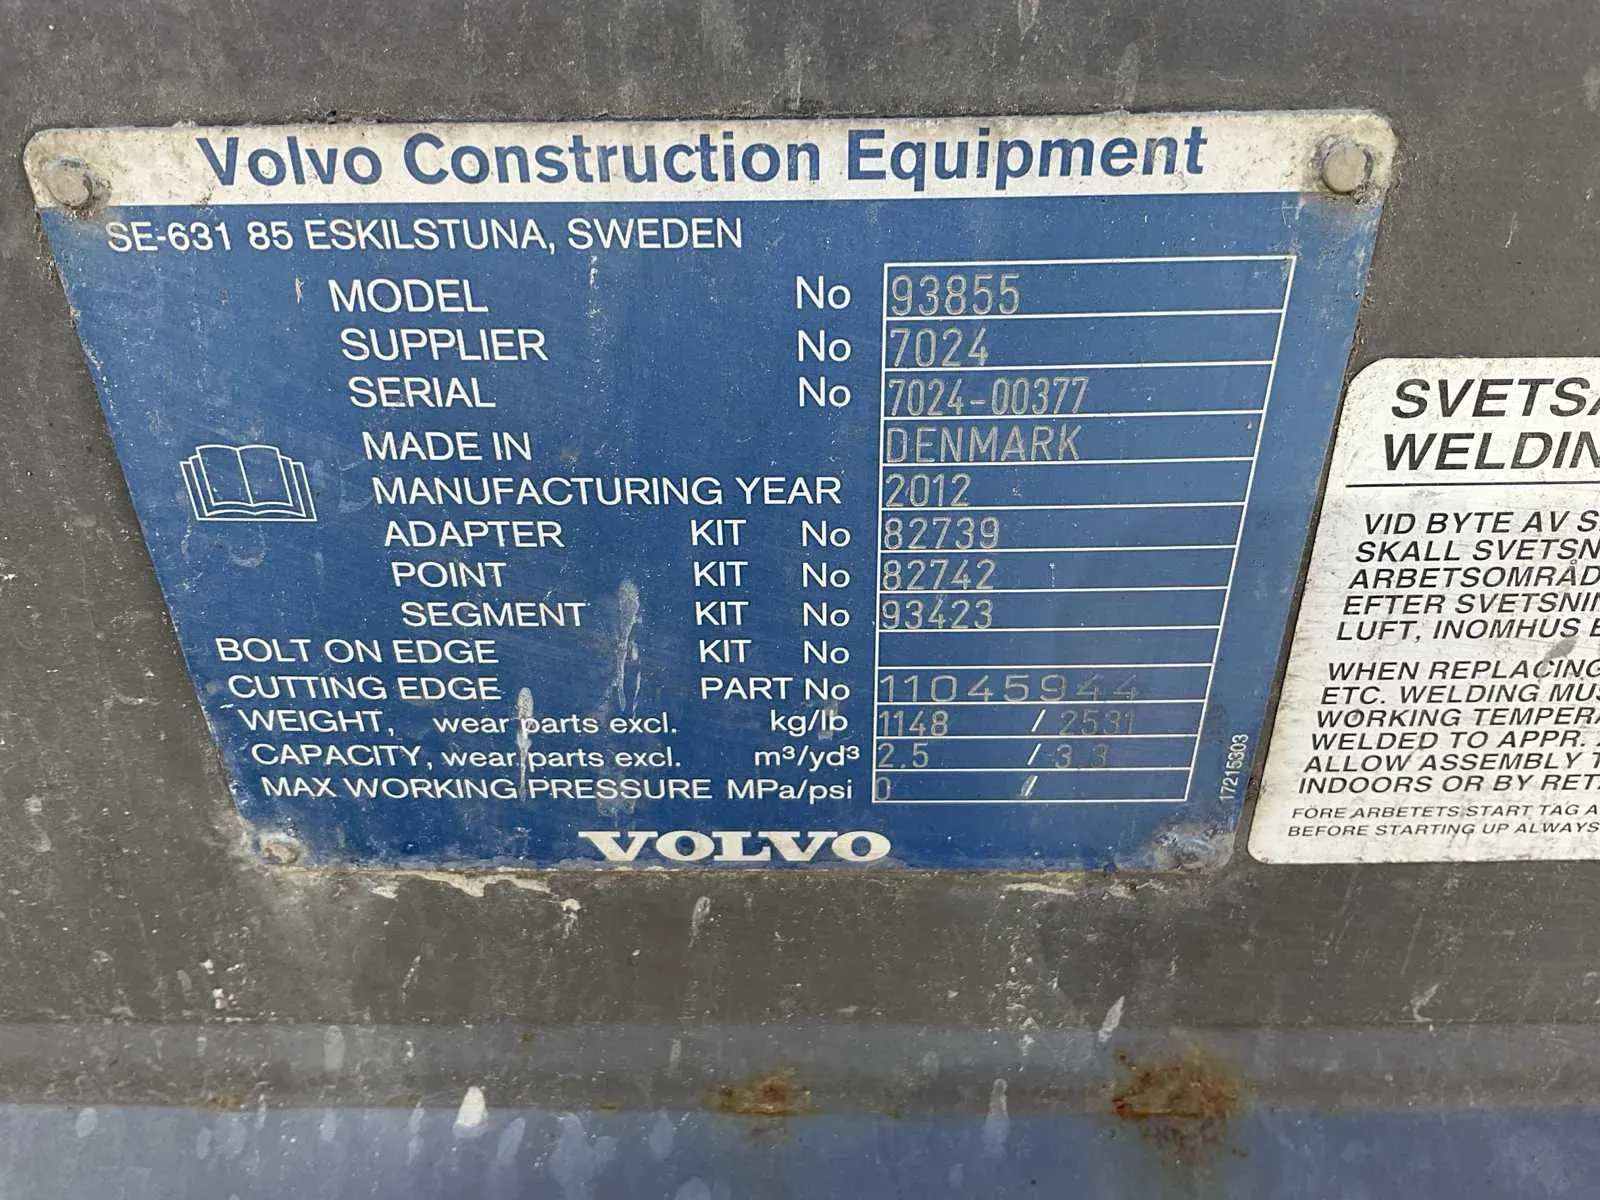 Volvo Construction Equipment
SE-631 85 ESKILSTUNA, SWEDEN
MODEL No 93855
SUPPLIER No 7024
SERIAL No 7024-00377
MADE IN DENMARK
MANUFACTURING YEAR 2012
ADAPTER KIT No 82739
POINT KIT No 82742
SEGMENT KIT No 93423
BOLT ON EDGE KIT No
CUTTING EDGE PART No 11045944
WEIGHT, wear parts excl. kg/lb 1148 / 2531
CAPACITY, wear parts excl. m³/yd³ 2.5 / 3.3
MAX WORKING PRESSURE MPa/psi 0 /
17215303
VOLVO
SVETSA
WELDIN
VID BYTE AV S
SKALL SVETSN
ARBETSOMRÅD
EFTER SVETSNIN
LUFT, INOMHUS E
WHEN REPLACING
ETC. WELDING MUS
WORKING TEMPERA
WELDED TO APPR.
ALLOW ASSEMBLY T
INDOORS OR BY RET
FÖRE ARBETETS START TAG A
BEFORE STARTING UP ALWAYS